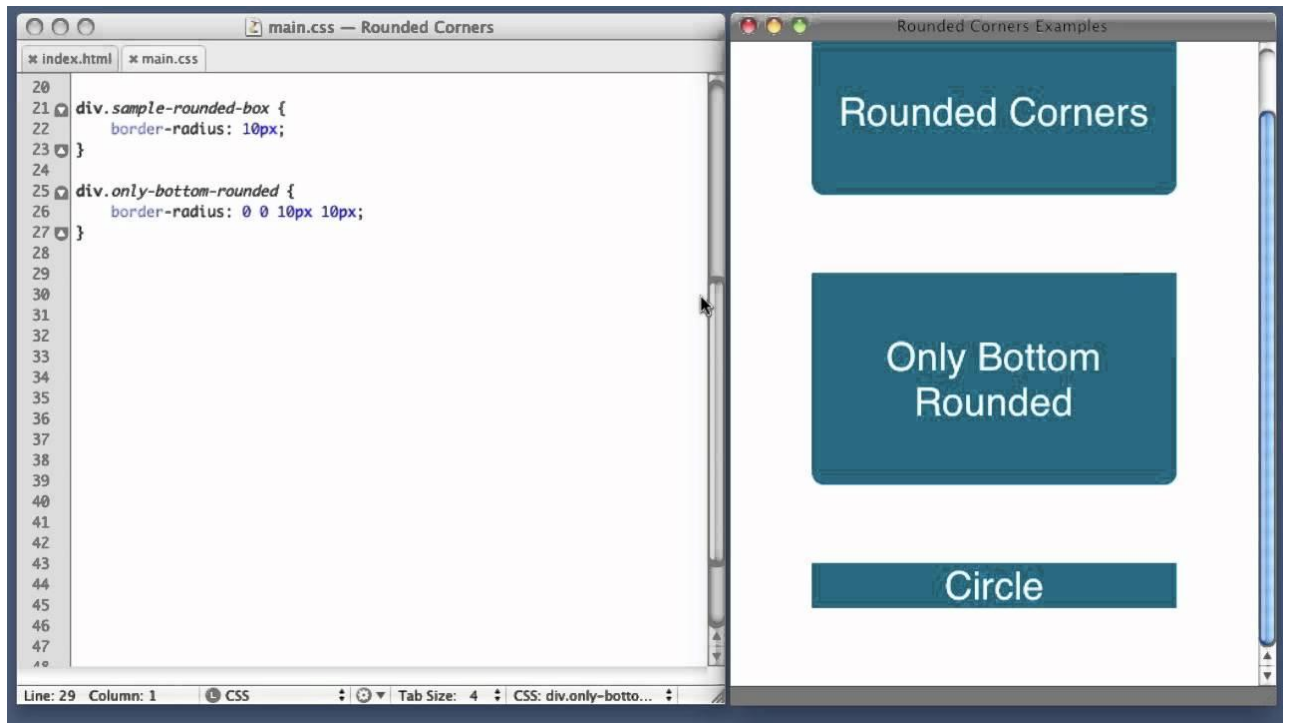 main.css — Rounded Corners
index.html
main.css
20
21 div.sample-rounded-box {
22 border-radius: 10px;
23 }
24
25 div.only-bottom-rounded {
26 border-radius: 0 0 10px 10px;
27 }
28
29
30
31
32
33
34
35
36
37
38
39
40
41
42
43
44
45
46
47
48
Line: 29 Column: 1 L CSS Tab Size: 4 CSS: div.only-botto...
Rounded Corners Examples
Rounded Corners
Only Bottom
Rounded
Circle